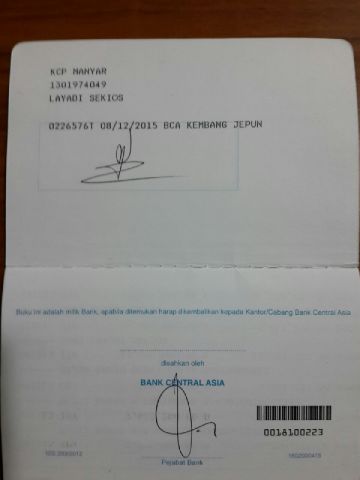 KCP MANYAR
1301974049
LAYADI SEKIOS
0226576T 08/12/2015 BCA KEMBANG JEPUN
Buku ini adalah milik Bank, apabila ditemukan harap dikembalikan kepada Kantor/Cabang Bank Central Asia
disahkan oleh
BANK CENTRAL ASIA
0018100223
Pejabat Bank